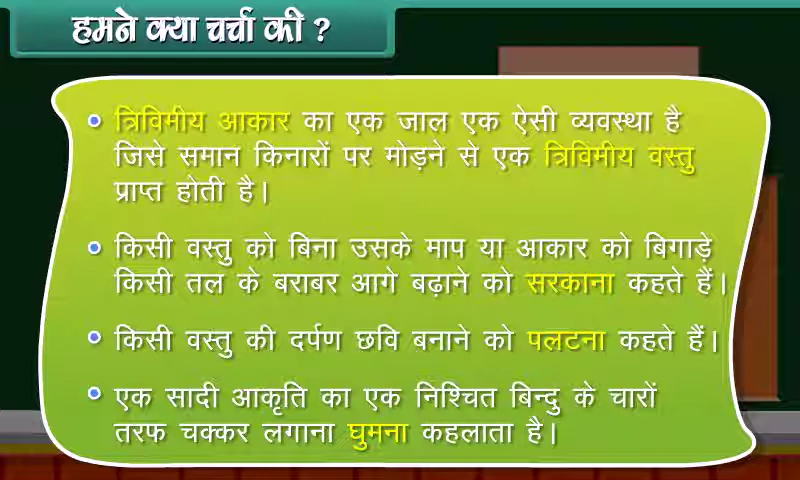 हमने क्या चर्चा की ?
त्रिविमीय आकार का एक जाल एक ऐसी व्यवस्था है
जिसे समान किनारों पर मोड़ने से एक त्रिविमीय वस्तु
प्राप्त होती है।
किसी वस्तु को बिना उसके माप या आकार को बिगाड़े
किसी तल के बराबर आगे बढ़ाने को सरकाना कहते हैं।
किसी वस्तु की दर्पण छवि बनाने को पलटना कहते हैं।
एक सादी आकृति का एक निश्चित बिन्दु के चारों
तरफ चक्कर लगाना घुमना कहलाता है।